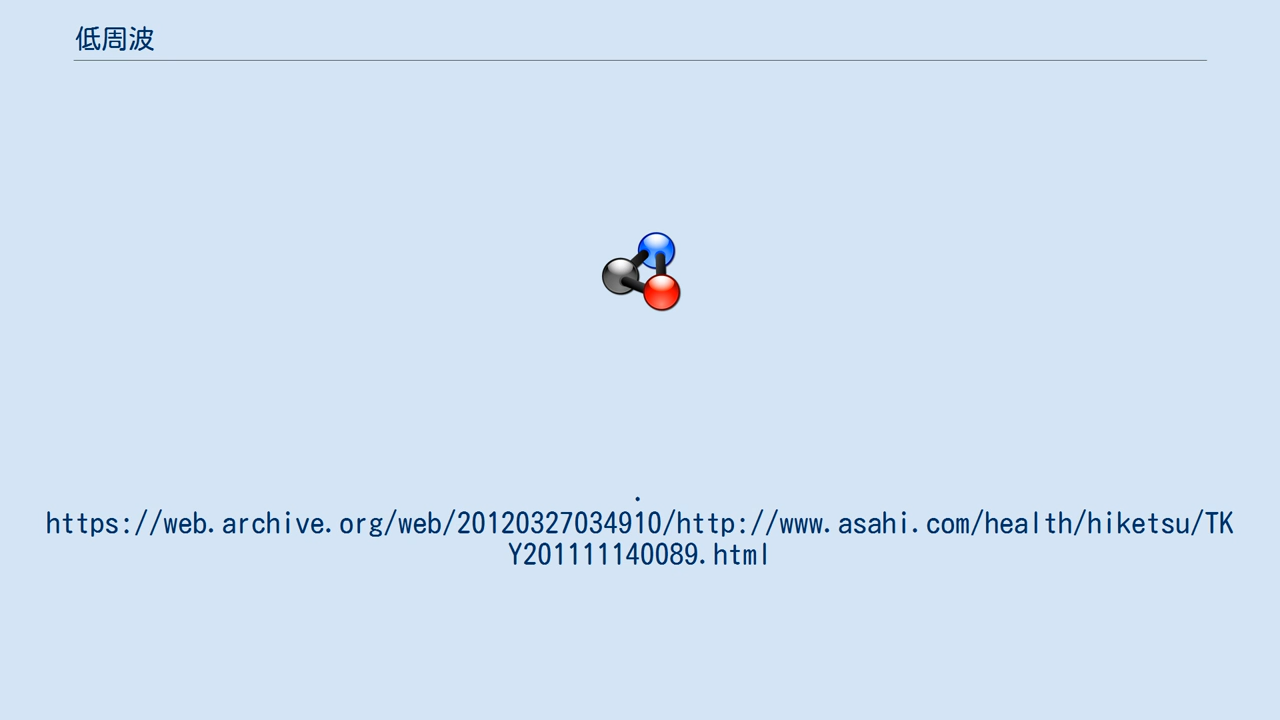 低周波
.
https://web.archive.org/web/20120327034910/http://www.asahi.com/health/hiketsu/TK
Y201111140089.html